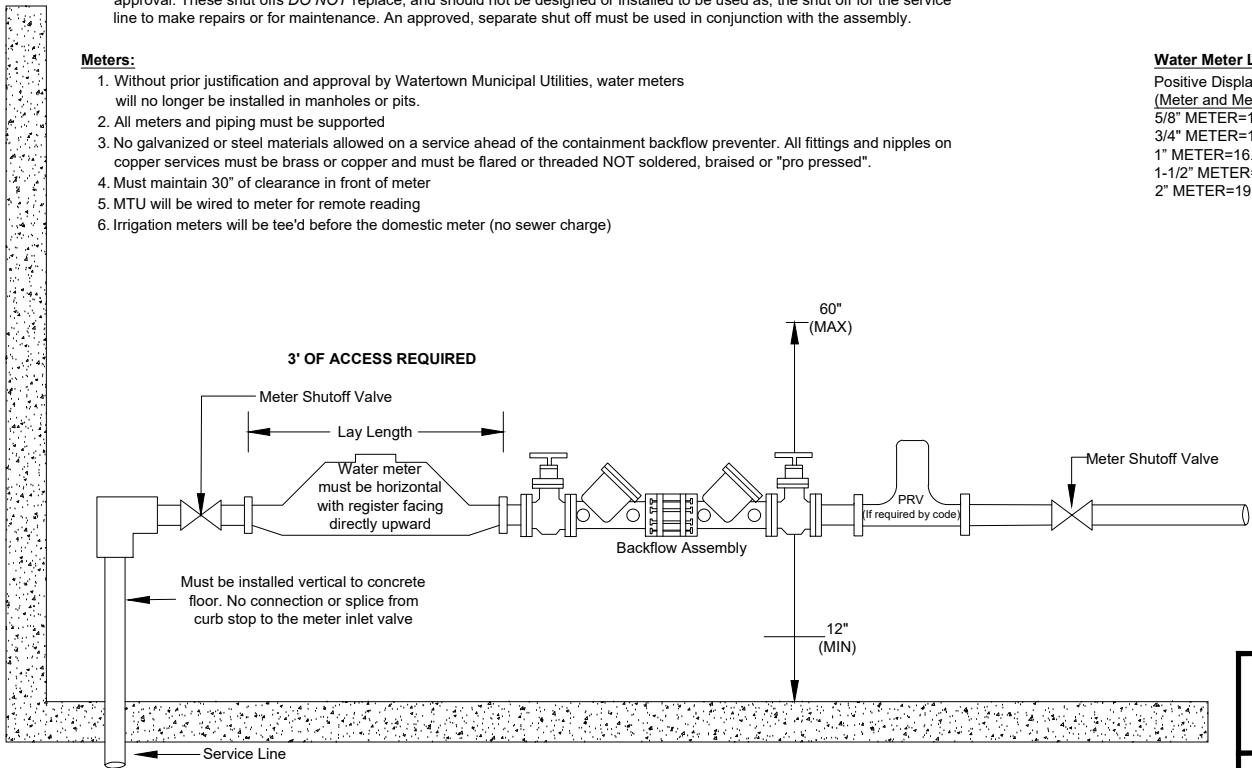 approval. These shut offs DO NOT replace, and should not be designed or installed to be used as, the shut off for the service
line to make repairs or for maintenance. An approved, separate shut off must be used in conjunction with the assembly.
Meters:
1. Without prior justification and approval by Watertown Municipal Utilities, water meters
will no longer be installed in manholes or pits.
2. All meters and piping must be supported
3. No galvanized or steel materials allowed on a service ahead of the containment backflow preventer. All fittings and nipples on
copper services must be brass or copper and must be flared or threaded NOT soldered, braised or "pro pressed".
4. Must maintain 30" of clearance in front of meter
5. MTU will be wired to meter for remote reading
6. Irrigation meters will be tee'd before the domestic meter (no sewer charge)
Water Meter L
Positive Displa
(Meter and Me
5/8" METER=1
3/4" METER=1
1" METER=16.
1-1/2" METER=
2" METER=19
60"
(MAX)
3' OF ACCESS REQUIRED
Meter Shutoff Valve
Lay Length
Water meter
must be horizontal
with register facing
directly upward
Meter Shutoff Valve
PRV
(If required by code)
Backflow Assembly
Must be installed vertical to concrete
floor. No connection or splice from
curb stop to the meter inlet valve
12"
(MIN)
Service Line